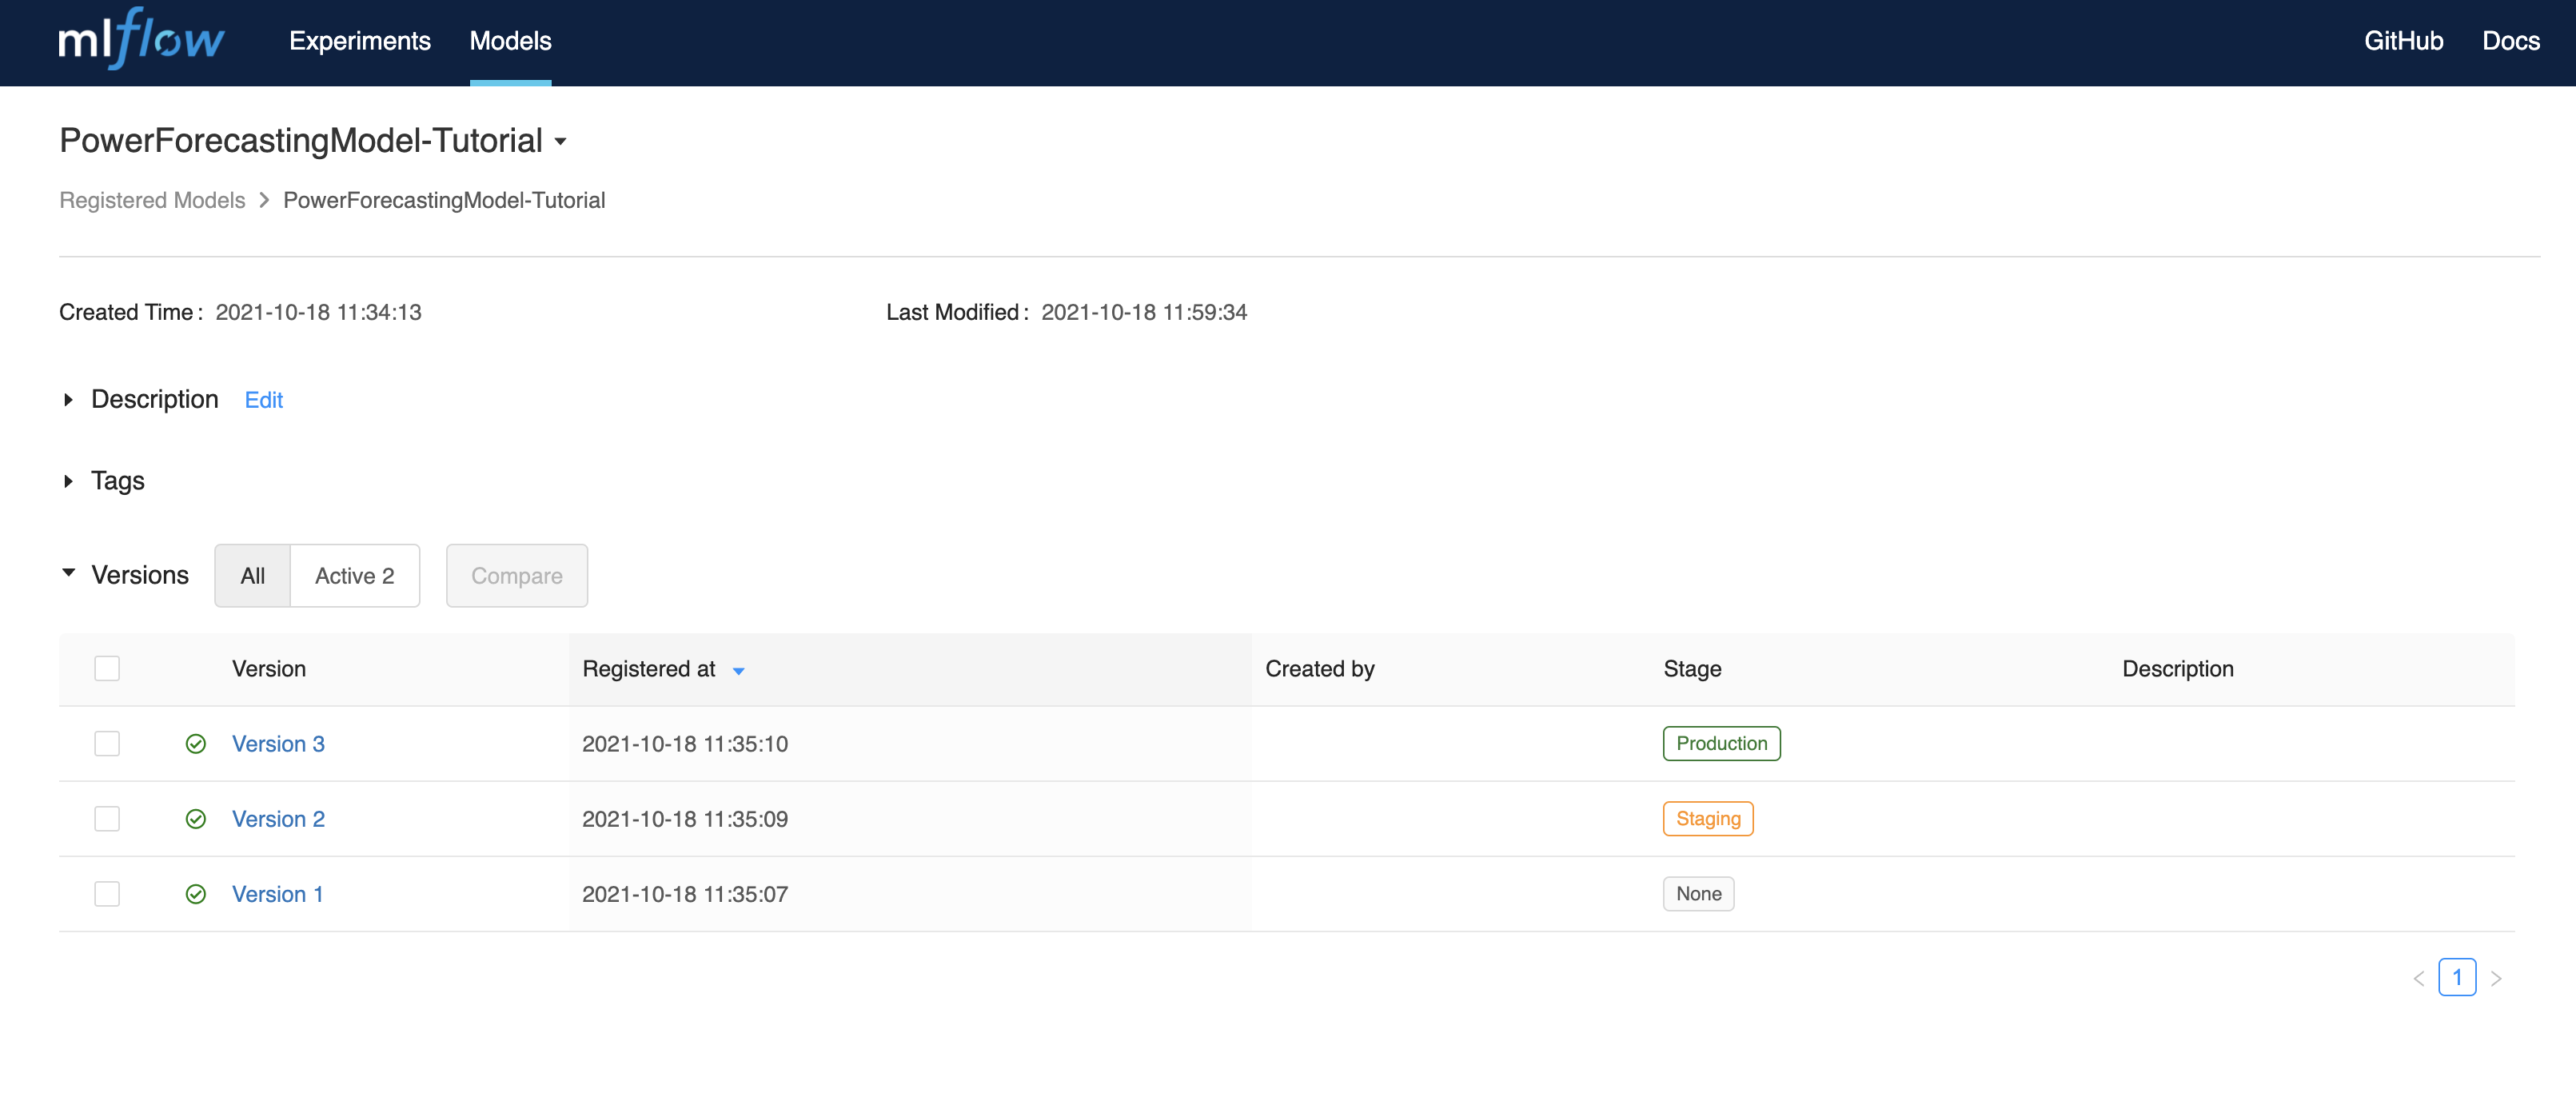 mlflow Experiments Models GitHub Docs
PowerForecastingModel-Tutorial
Registered Models > PowerForecastingModel-Tutorial
Created Time : 2021-10-18 11:34:13 Last Modified : 2021-10-18 11:59:34
Description Edit
Tags
Versions All Active 2 Compare
Version Registered at Created by Stage Description
Version 3 2021-10-18 11:35:10 Production
Version 2 2021-10-18 11:35:09 Staging
Version 1 2021-10-18 11:35:07 None
< 1 >